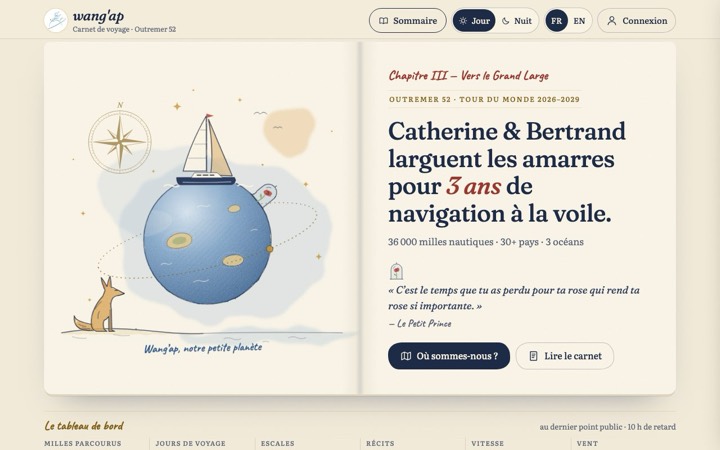 wang'ap
Carnet de voyage · Outremer 52
Sommaire
Jour
Nuit
FR
EN
Connexion
N
Wang'ap, notre petite planète
Chapitre III — Vers le Grand Large
OUTREMER 52 · TOUR DU MONDE 2026–2029
Catherine & Bertrand
larguent les amarres
pour 3 ans de
navigation à la voile.
36 000 milles nautiques · 30+ pays · 3 océans
« C'est le temps que tu as perdu pour ta rose qui rend ta
rose si importante. »
— Le Petit Prince
Où sommes-nous ?
Lire le carnet
Le tableau de bord
au dernier point public · 10 h de retard
MILLES PARCOURUS
JOURS DE VOYAGE
ESCALES
RÉCITS
VITESSE
VENT